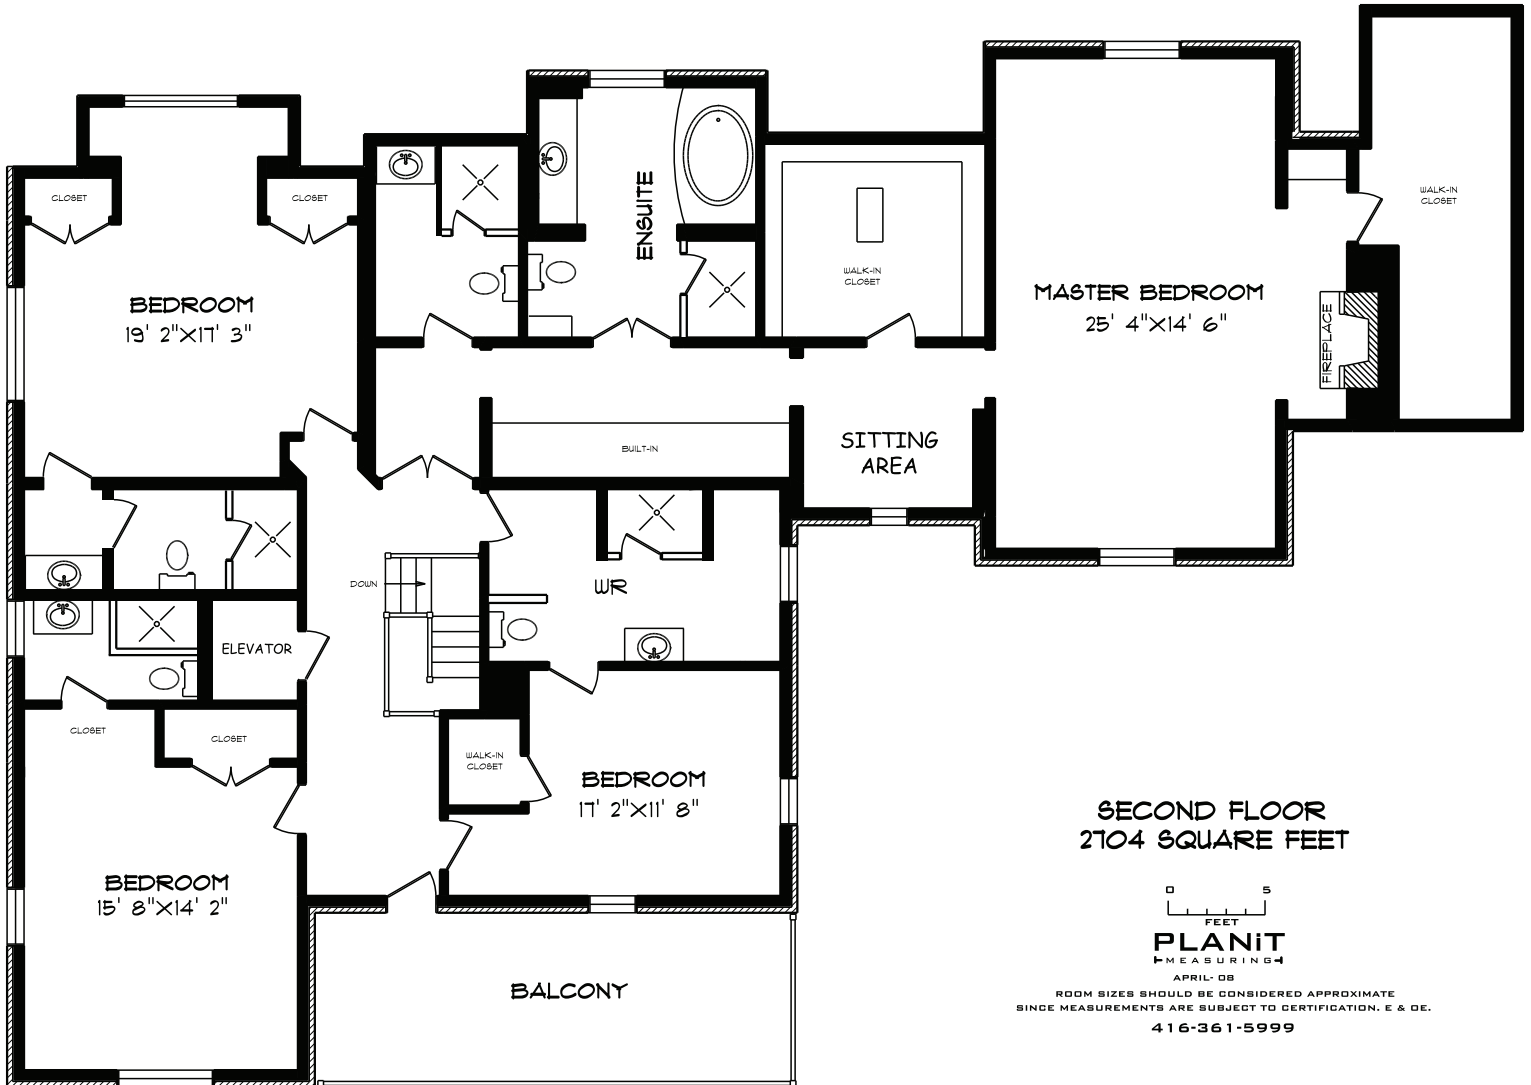 CLOSET
CLOSET
BEDROOM
19' 2"X17' 3"
ENSUITE
WALK-IN
CLOSET
MASTER BEDROOM
25' 4"X14' 6"
WALK-IN
CLOSET
FIREPLACE
SITTING
AREA
BUILT-IN
DOWN
WR
ELEVATOR
CLOSET
CLOSET
WALK-IN
CLOSET
BEDROOM
17' 2"X11' 8"
BEDROOM
15' 8"X14' 2"
BALCONY
SECOND FLOOR
2704 SQUARE FEET
0 5
FEET
PLANiT
MEASURING
APRIL- 08
ROOM SIZES SHOULD BE CONSIDERED APPROXIMATE
SINCE MEASUREMENTS ARE SUBJECT TO CERTIFICATION. E & OE.
416-361-5999